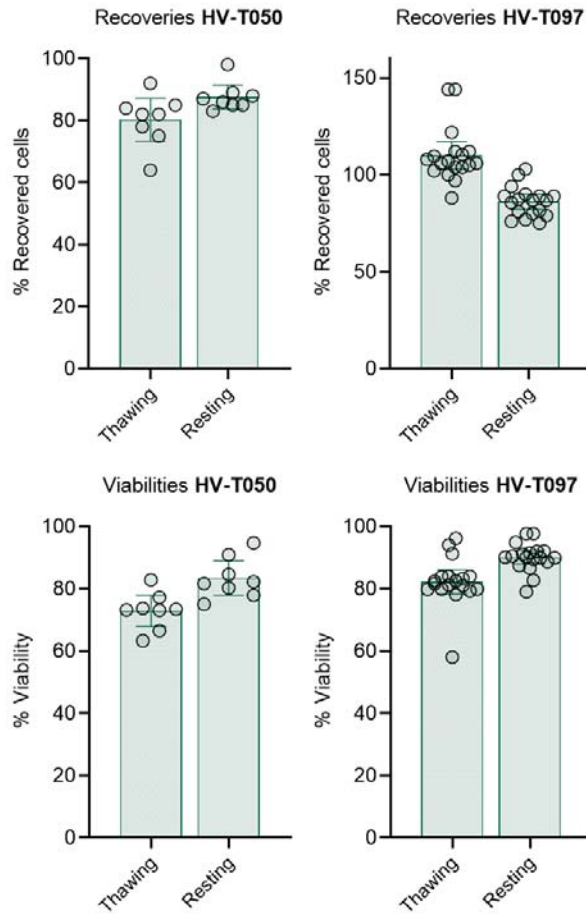 Recoveries HV-T050
% Recovered cells
100
80
60
40
20
0
Thawing
Resting
Recoveries HV-T097
% Recovered cells
150
100
50
0
Thawing
Resting
Viabilities HV-T050
% Viability
100
80
60
40
20
0
Thawing
Resting
Viabilities HV-T097
% Viability
100
80
60
40
20
0
Thawing
Resting